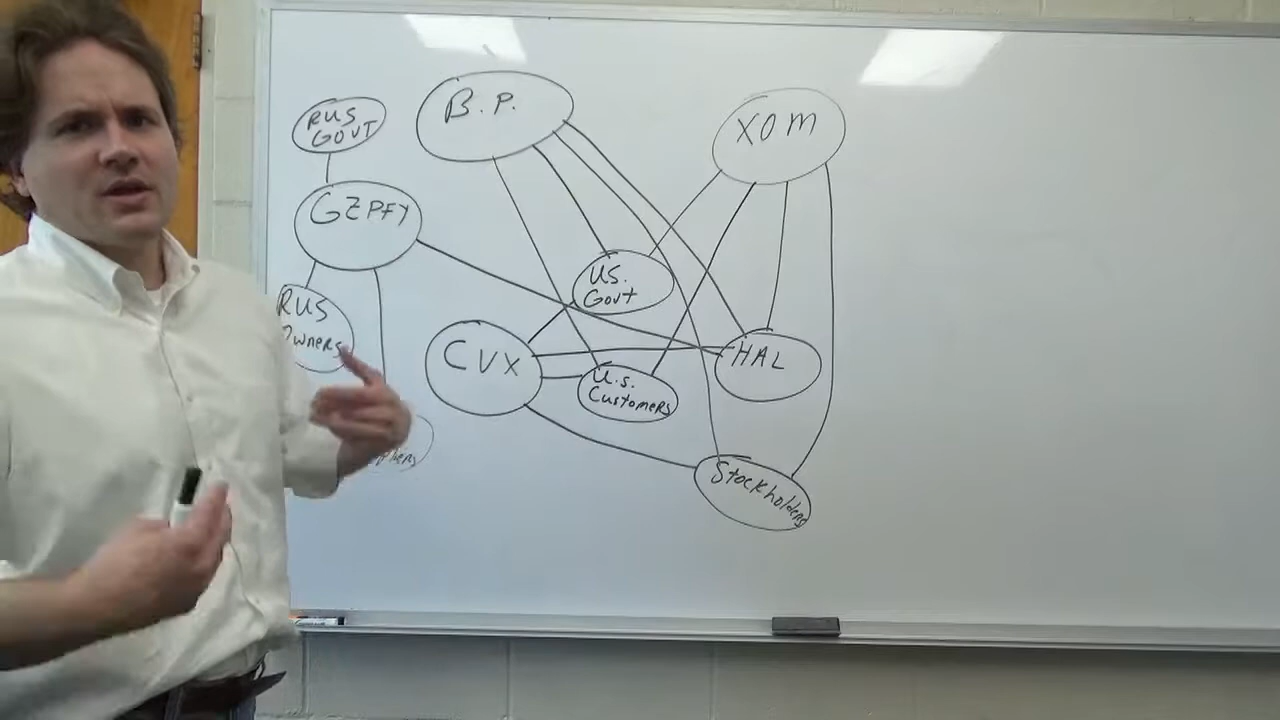 B.P.
XOM
RUS
GOVT
GZPFY
US.
Govt
RUS
Owners
CVX
HAL
U.S.
Customers
Stockholders